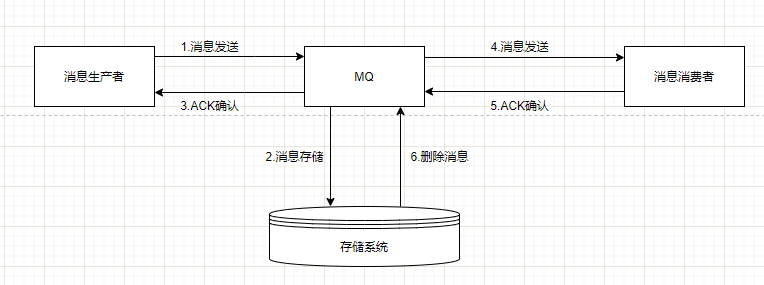 1.消息发送
4.消息发送
消息生产者
MQ
消息消费者
3.ACK确认
5.ACK确认
2.消息存储
6.删除消息
存储系统